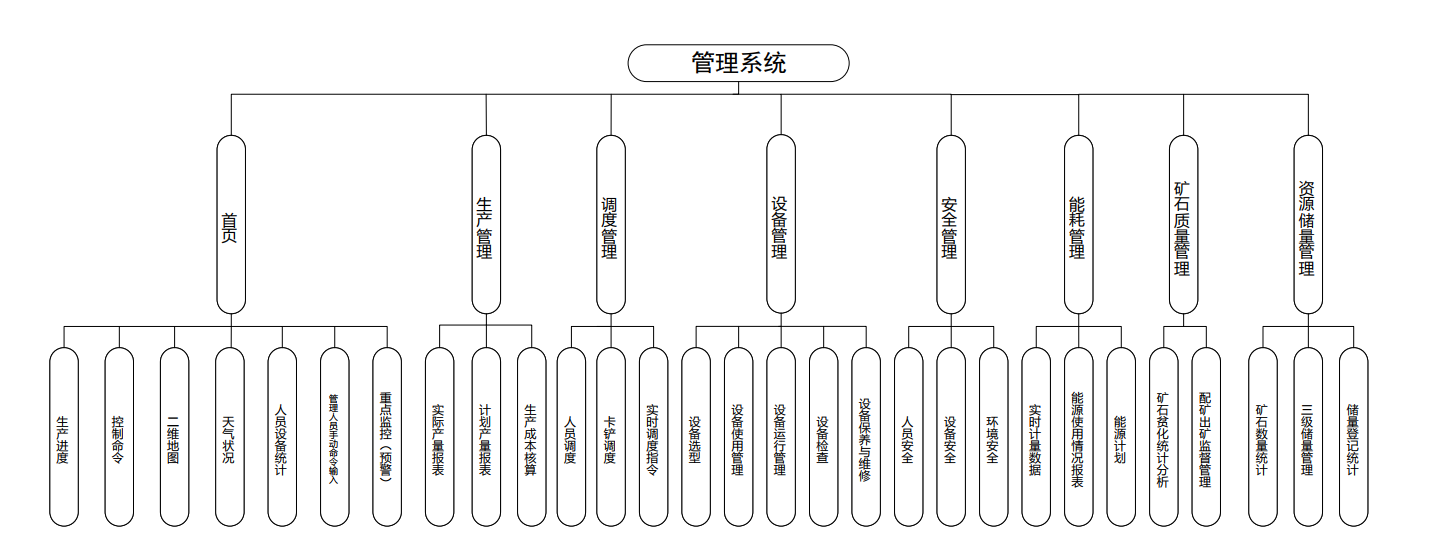 管理系统
首页
生产管理
调度管理
设备管理
安全管理
能耗管理
矿石质量管理
资源储量管理
生产进度
控制命令
二维地图
天气状况
人员设备统计
管理人员手动命令输入
重点监控（预警）
实际产量报表
计划产量报表
生产成本核算
人员调度
卡铲调度
实时调度指令
设备选型
设备使用管理
设备运行管理
设备检查
设备保养与维修
人员安全
设备安全
环境安全
实时计量数据
能源使用情况报表
能源计划
矿石贫化统计分析
配矿出矿监督管理
矿石数量统计
三级储量管理
储量登记统计